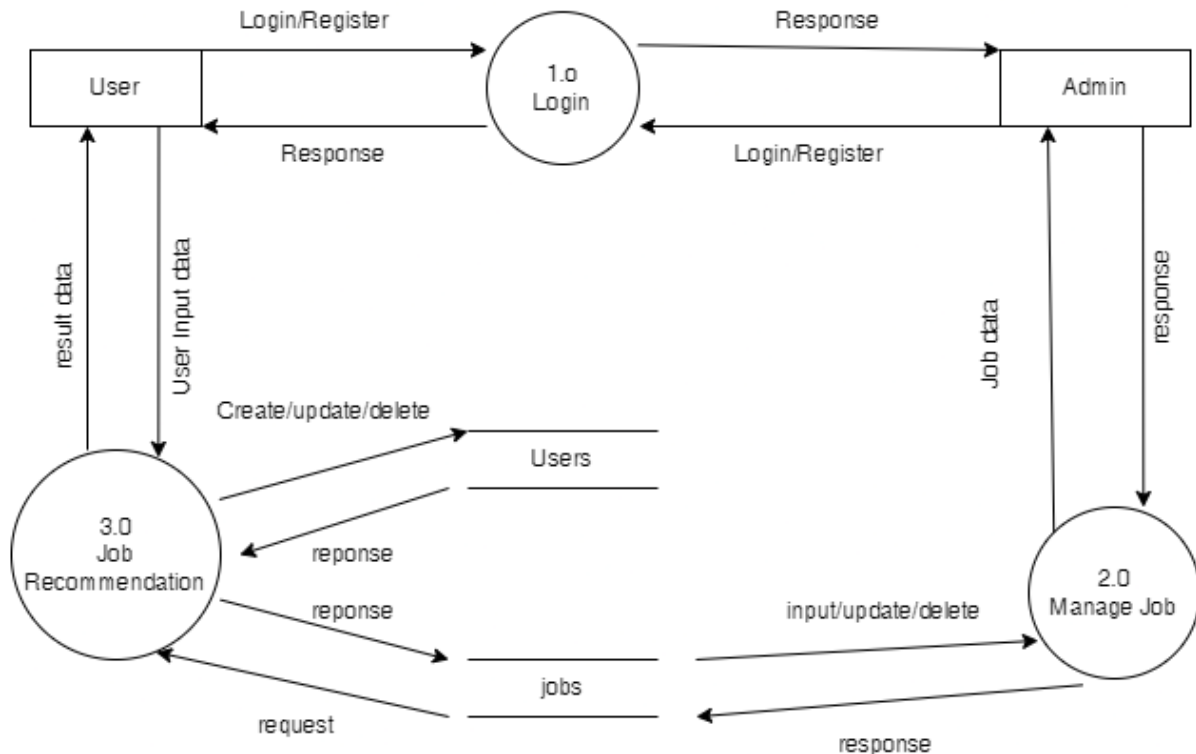 Login/Register
Response
User
1.o
Login
Admin
Response
Login/Register
result data
User Input data
Job data
response
Create/update/delete
Users
3.0
Job
Recommendation
reponse
2.0
Manage Job
reponse
input/update/delete
jobs
request
response